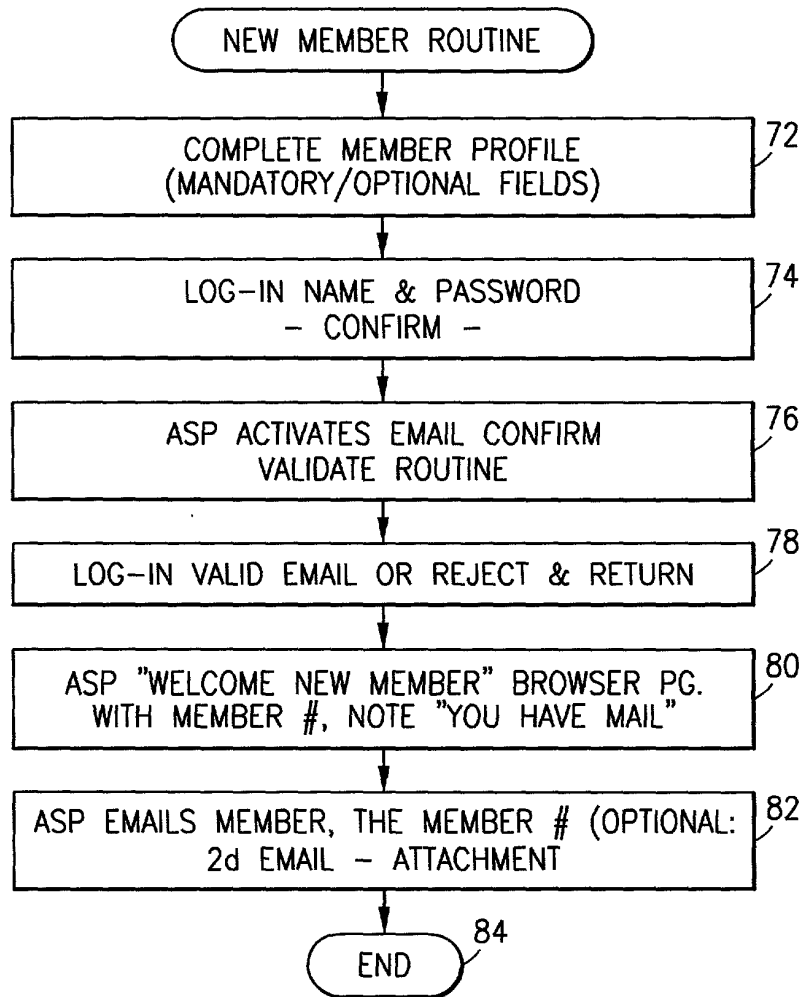 NEW MEMBER ROUTINE
72
COMPLETE MEMBER PROFILE
(MANDATORY/OPTIONAL FIELDS)
74
LOG-IN NAME & PASSWORD
- CONFIRM -
76
ASP ACTIVATES EMAIL CONFIRM
VALIDATE ROUTINE
78
LOG-IN VALID EMAIL OR REJECT & RETURN
80
ASP "WELCOME NEW MEMBER" BROWSER PG.
WITH MEMBER #, NOTE "YOU HAVE MAIL"
82
ASP EMAILS MEMBER, THE MEMBER # (OPTIONAL:
2d EMAIL - ATTACHMENT
84
END